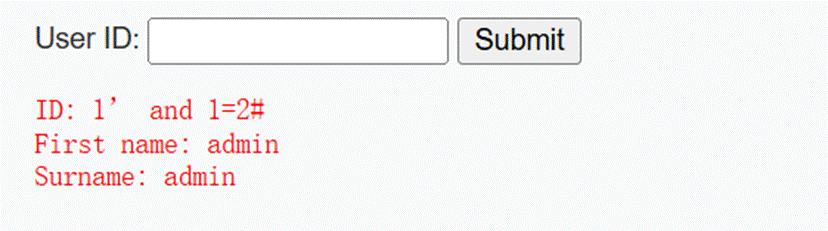 User ID: Submit
ID: 1’ and 1=2#
First name: admin
Surname: admin